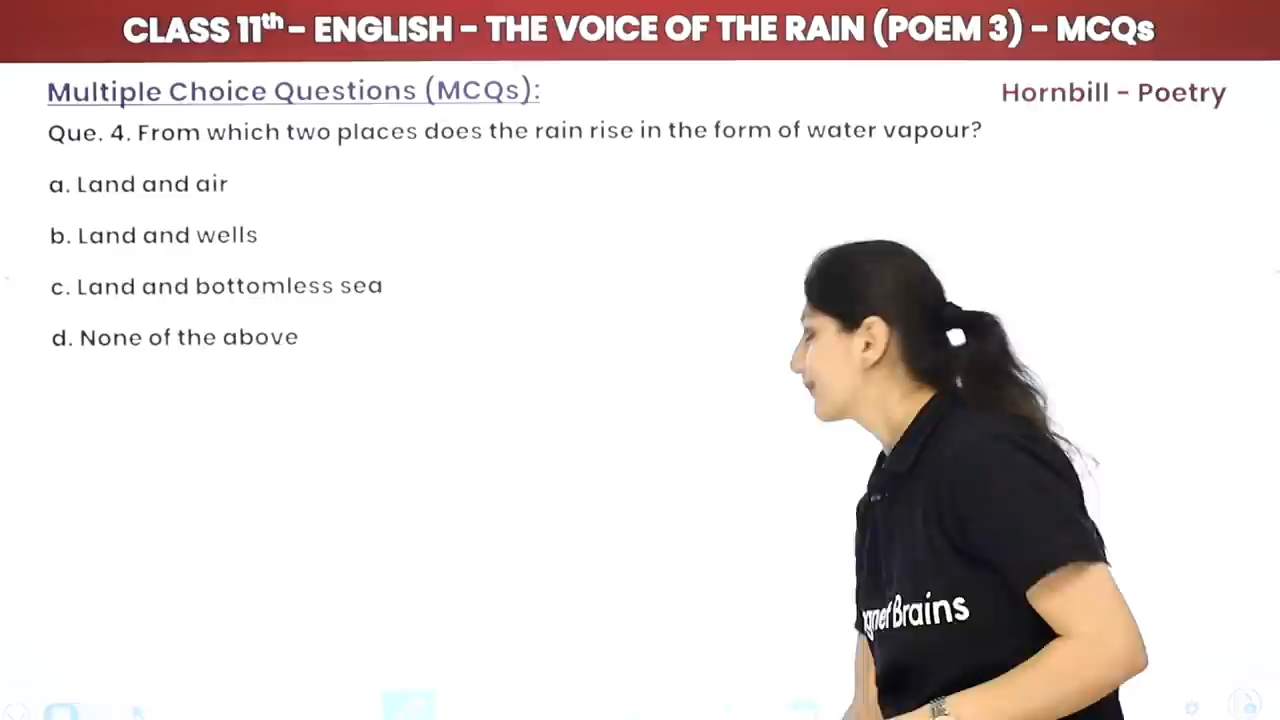 CLASS 11th - ENGLISH - THE VOICE OF THE RAIN (POEM 3) - MCQs
Multiple Choice Questions (MCQs):
Hornbill - Poetry
Que. 4. From which two places does the rain rise in the form of water vapour?
a. Land and air
b. Land and wells
c. Land and bottomless sea
d. None of the above
Brains